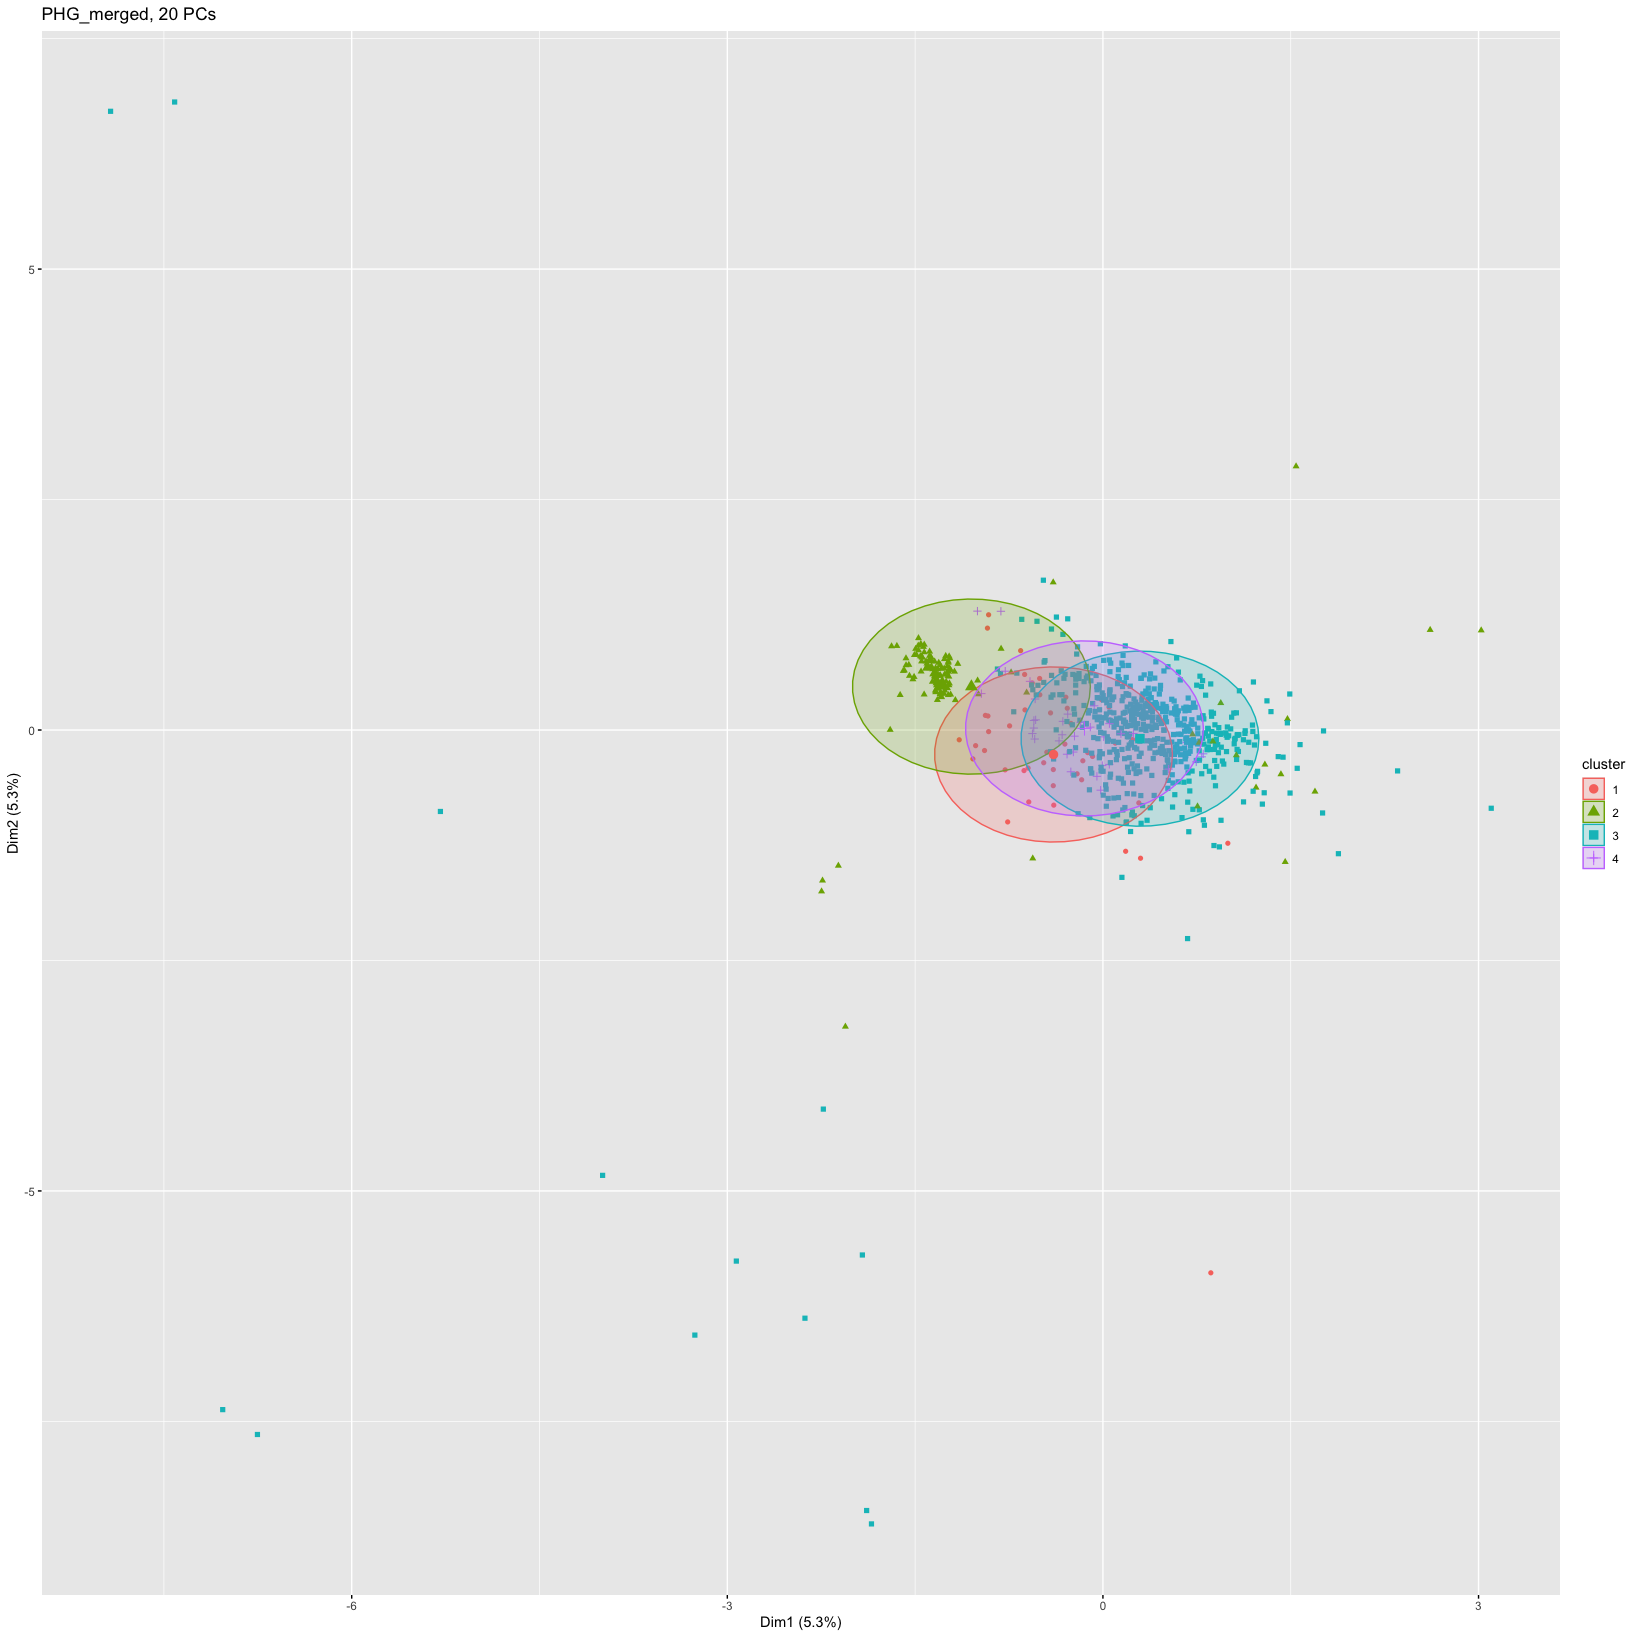 PHG_merged, 20 PCs
5
0
-5
Dim2 (5.3%)
-6
-3
0
3
Dim1 (5.3%)
cluster
1
2
3
4